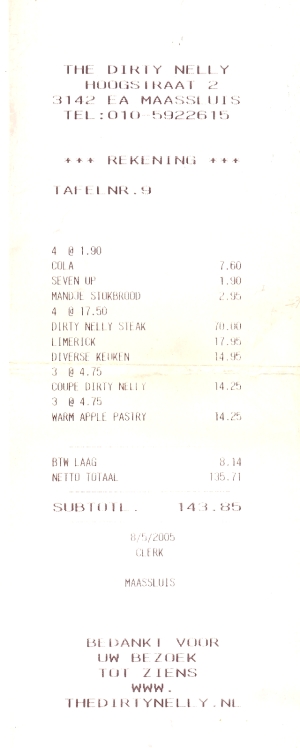 THE DIRTY NELLY
HOOGSTRAAT 2
3142 EA MAASSLUIS
TEL:010-5922615
+++ REKENING +++
TAFELNR.9
4 @ 1.90
COLA 7.60
SEVEN UP 1.90
MANDJE STOKBROOD 2.95
4 @ 17.50
DIRTY NELLY STEAK 70.00
LIMERICK 17.95
DIVERSE KEUKEN 14.95
3 @ 4.75
COUPE DIRTY NELLY 14.25
3 @ 4.75
WARM APPLE PASTRY 14.25
BTW LAAG 8.14
NETTO TOTAAL 135.71
SUBTOTL. 143.85
8/5/2005
CLERK
MAASSLUIS
BEDANKT VOOR
UW BEZOEK
TOT ZIENS
WWW.
THEDIRTYNELLY.NL